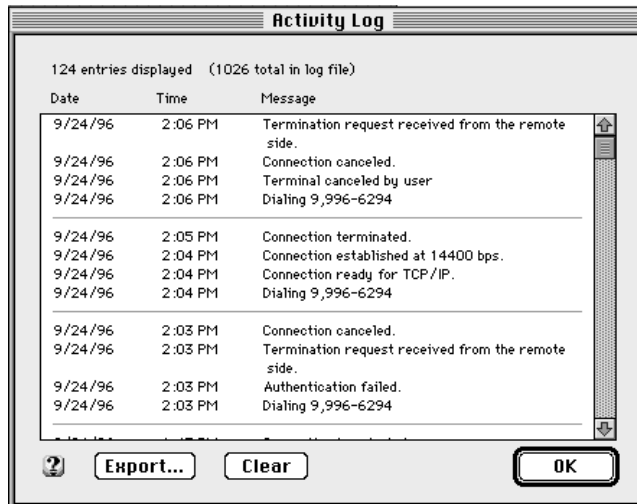 Activity Log
124 entries displayed (1026 total in log file)
Date Time Message
9/24/96 2:06 PM Termination request received from the remote
side.
9/24/96 2:06 PM Connection canceled.
9/24/96 2:06 PM Terminal canceled by user
9/24/96 2:06 PM Dialing 9,996-6294
9/24/96 2:05 PM Connection terminated.
9/24/96 2:04 PM Connection established at 14400 bps.
9/24/96 2:04 PM Connection ready for TCP/IP.
9/24/96 2:04 PM Dialing 9,996-6294
9/24/96 2:03 PM Connection canceled.
9/24/96 2:03 PM Termination request received from the remote
side.
9/24/96 2:03 PM Authentication failed.
9/24/96 2:03 PM Dialing 9,996-6294
? Export... Clear OK